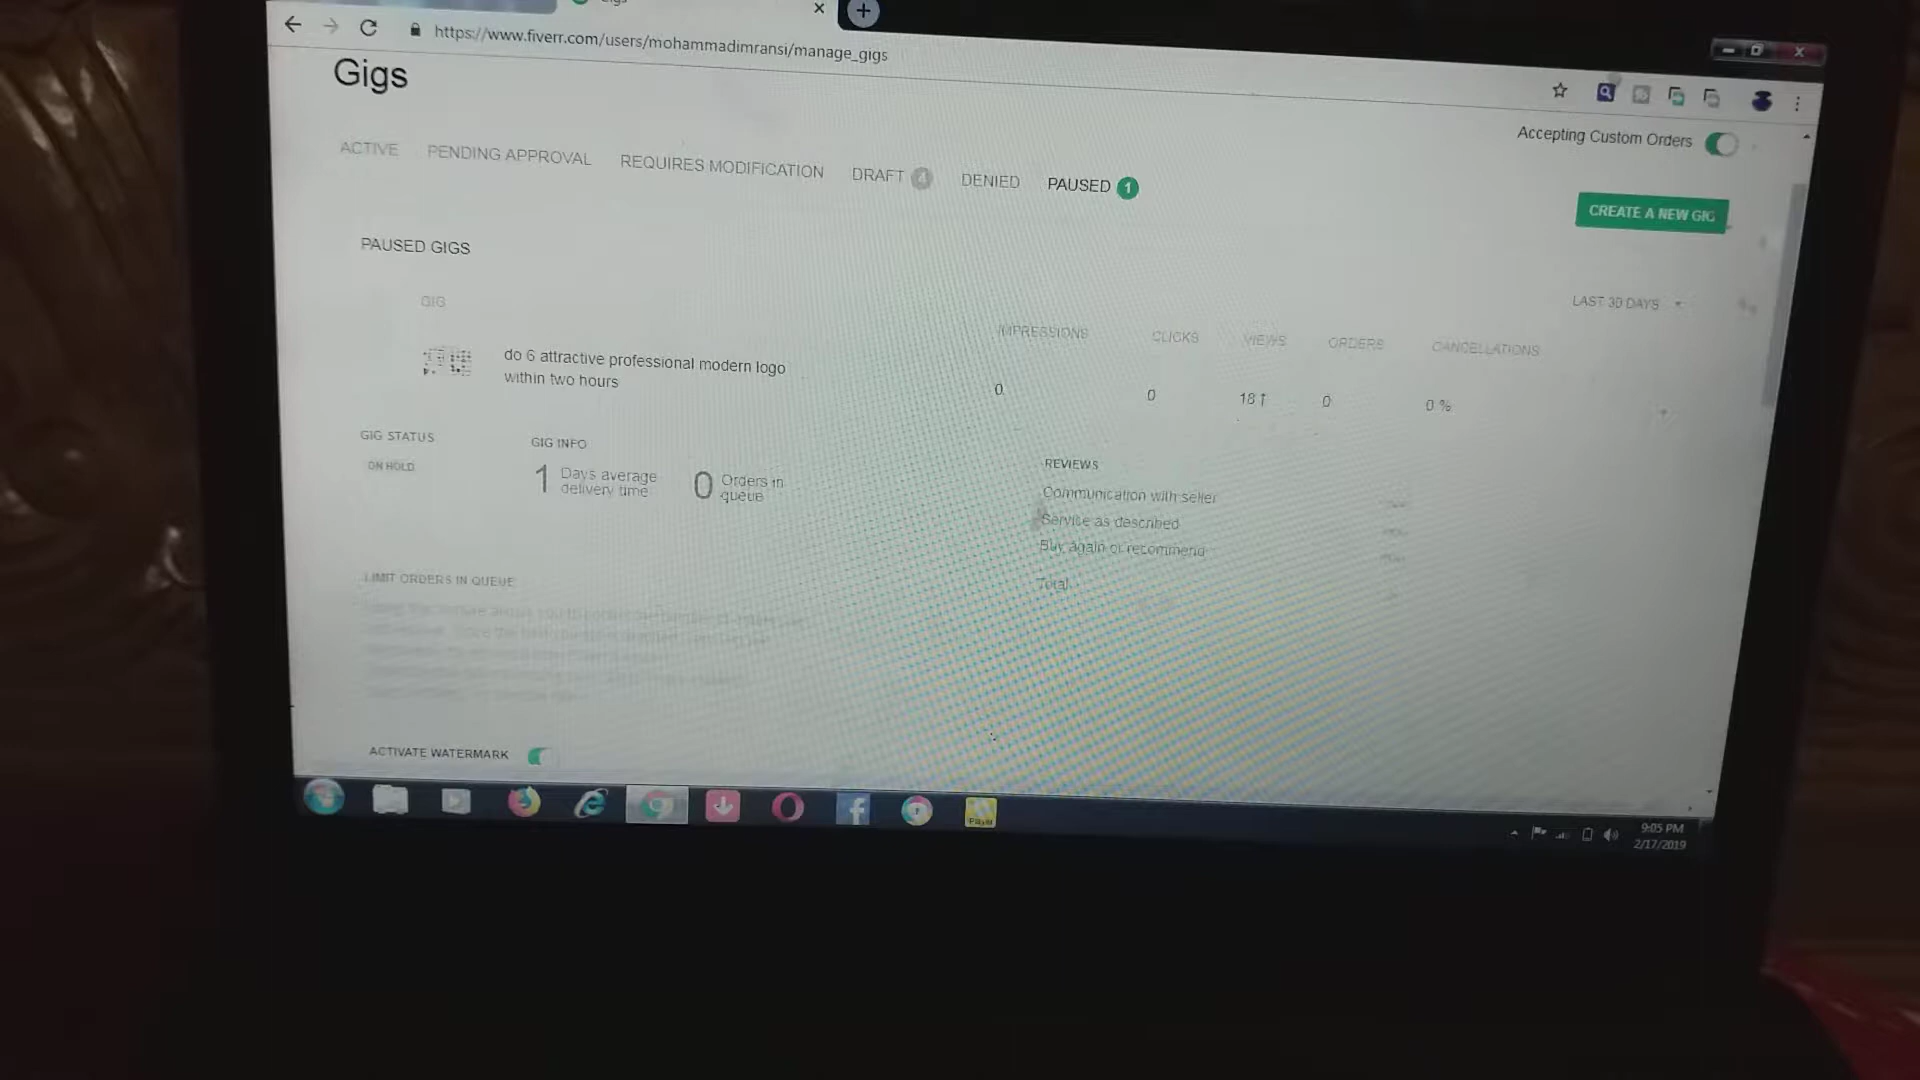 https://www.fiverr.com/users/mohammadimransi/manage_gigs
Gigs
Accepting Custom Orders
ACTIVE PENDING APPROVAL REQUIRES MODIFICATION DRAFT 4 DENIED PAUSED 1
CREATE A NEW GIG
PAUSED GIGS
LAST 30 DAYS
GIG IMPRESSIONS CLICKS VIEWS ORDERS CANCELLATIONS
do 6 attractive professional modern logo
within two hours
0 0 18 0 0 %
GIG STATUS GIG INFO
ON HOLD
1 Days average
delivery time
0 Orders in
queue
REVIEWS
Communication with seller
Service as described
Buy again or recommend
Total
LIMIT ORDERS IN QUEUE
ACTIVATE WATERMARK
9:05 PM
2/17/2019